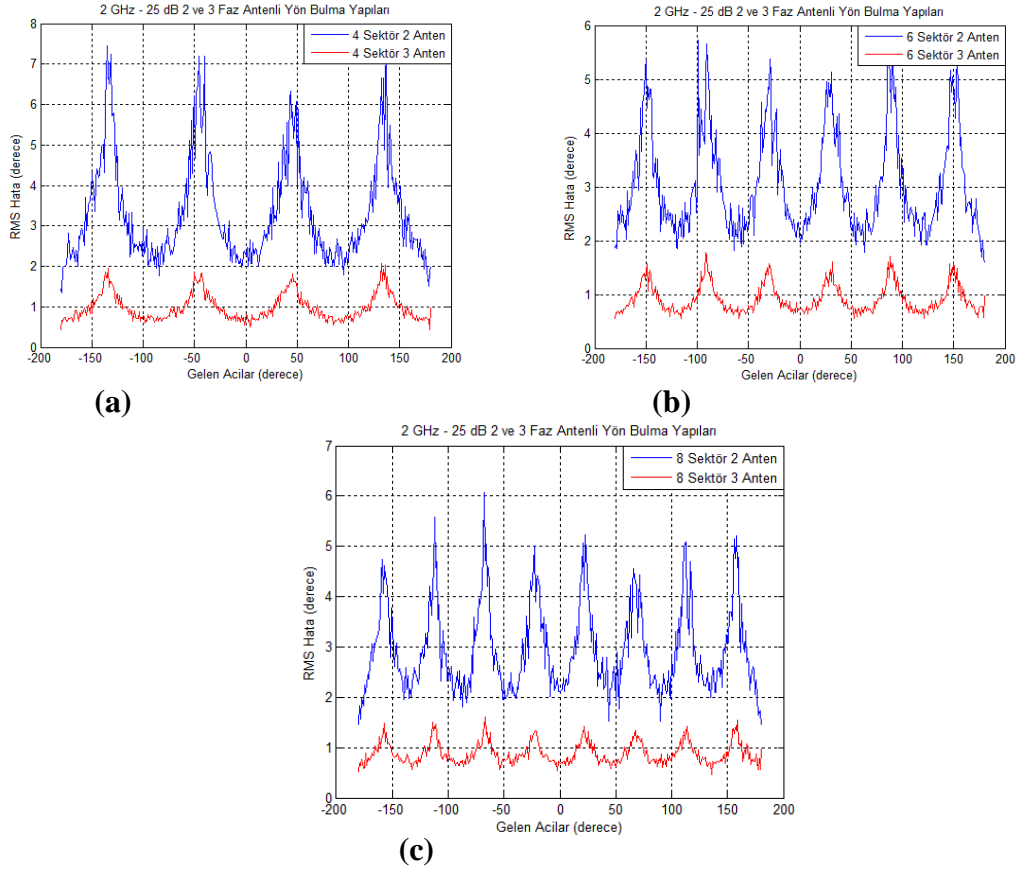 2 GHz - 25 dB 2 ve 3 Faz Antenli Yön Bulma Yapıları
4 Sektör 2 Anten
4 Sektör 3 Anten
RMS Hata (derece)
8
7
6
5
4
3
2
1
0
-200 -150 -100 -50 0 50 100 150 200
Gelen Acilar (derece)
(a)
2 GHz - 25 dB 2 ve 3 Faz Antenli Yön Bulma Yapıları
6 Sektör 2 Anten
6 Sektör 3 Anten
RMS Hata (derece)
6
5
4
3
2
1
0
-200 -150 -100 -50 0 50 100 150 200
Gelen Acilar (derece)
(b)
2 GHz - 25 dB 2 ve 3 Faz Antenli Yön Bulma Yapıları
8 Sektör 2 Anten
8 Sektör 3 Anten
RMS Hata (derece)
7
6
5
4
3
2
1
0
-200 -150 -100 -50 0 50 100 150 200
Gelen Acilar (derece)
(c)